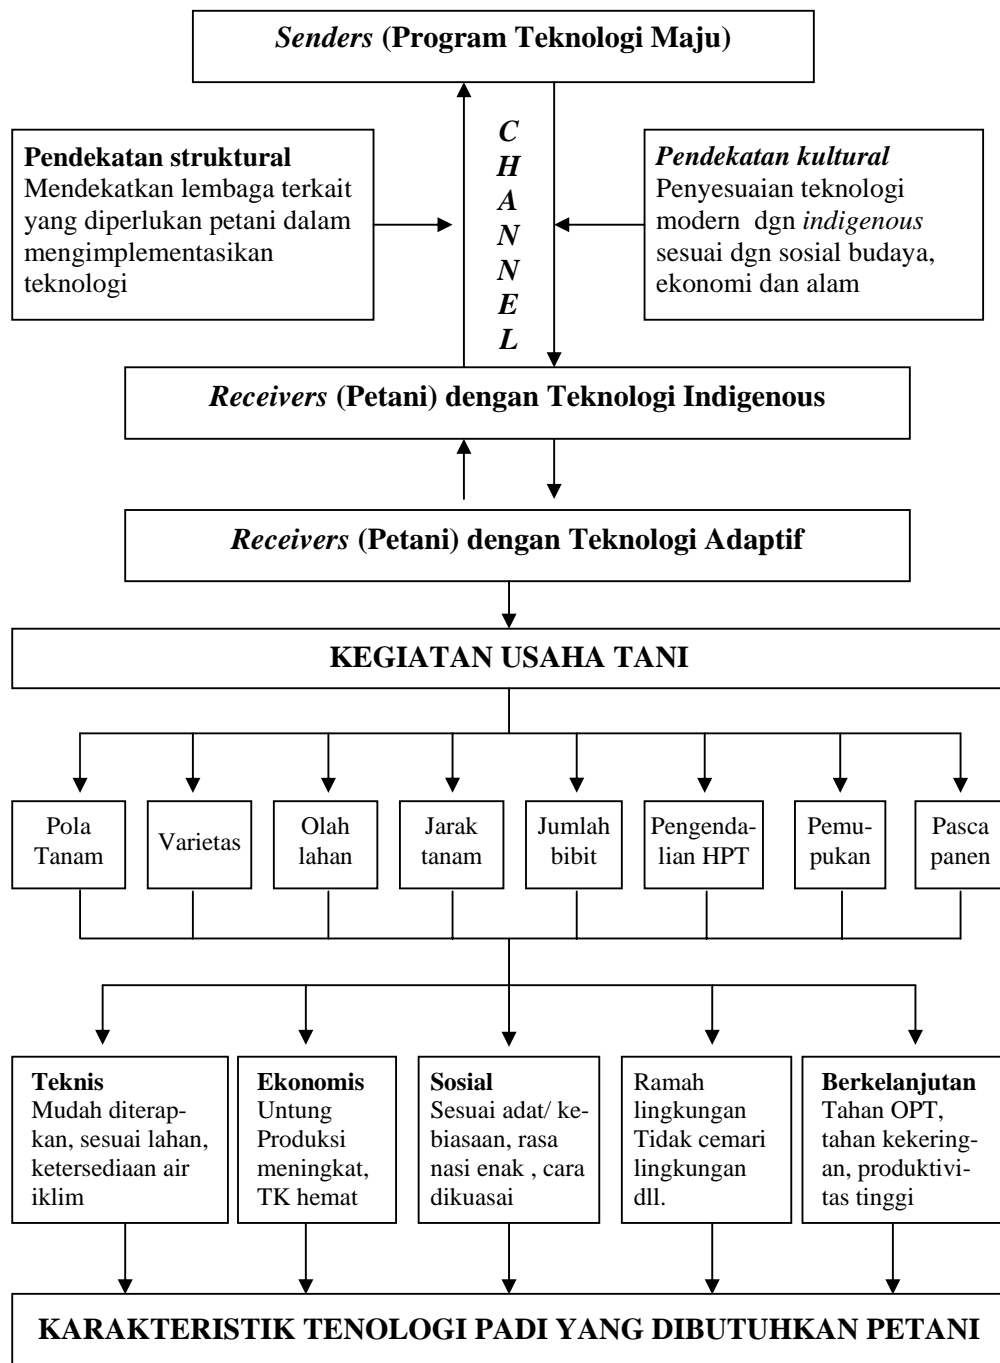 Senders (Program Teknologi Maju)
Pendekatan struktural
Mendekatkan lembaga terkait
yang diperlukan petani dalam
mengimplementasikan
teknologi
C
H
A
N
N
E
L
Pendekatan kultural
Penyesuaian teknologi
modern dgn indigenous
sesuai dgn sosial budaya,
ekonomi dan alam
Receivers (Petani) dengan Teknologi Indigenous
Receivers (Petani) dengan Teknologi Adaptif
KEGIATAN USAHA TANI
Pola
Tanam
Varietas
Olah
lahan
Jarak
tanam
Jumlah
bibit
Pengenda-
lian HPT
Pemu-
pukan
Pasca
panen
Teknis
Mudah diterap-
kan, sesuai lahan,
ketersediaan air
iklim
Ekonomis
Untung
Produksi
meningkat,
TK hemat
Sosial
Sesuai adat/ ke-
biasaan, rasa
nasi enak , cara
dikuasai
Ramah
lingkungan
Tidak cemari
lingkungan
dll.
Berkelanjutan
Tahan OPT,
tahan kekering-
an, produktivi-
tas tinggi
KARAKTERISTIK TENOLOGI PADI YANG DIBUTUHKAN PETANI